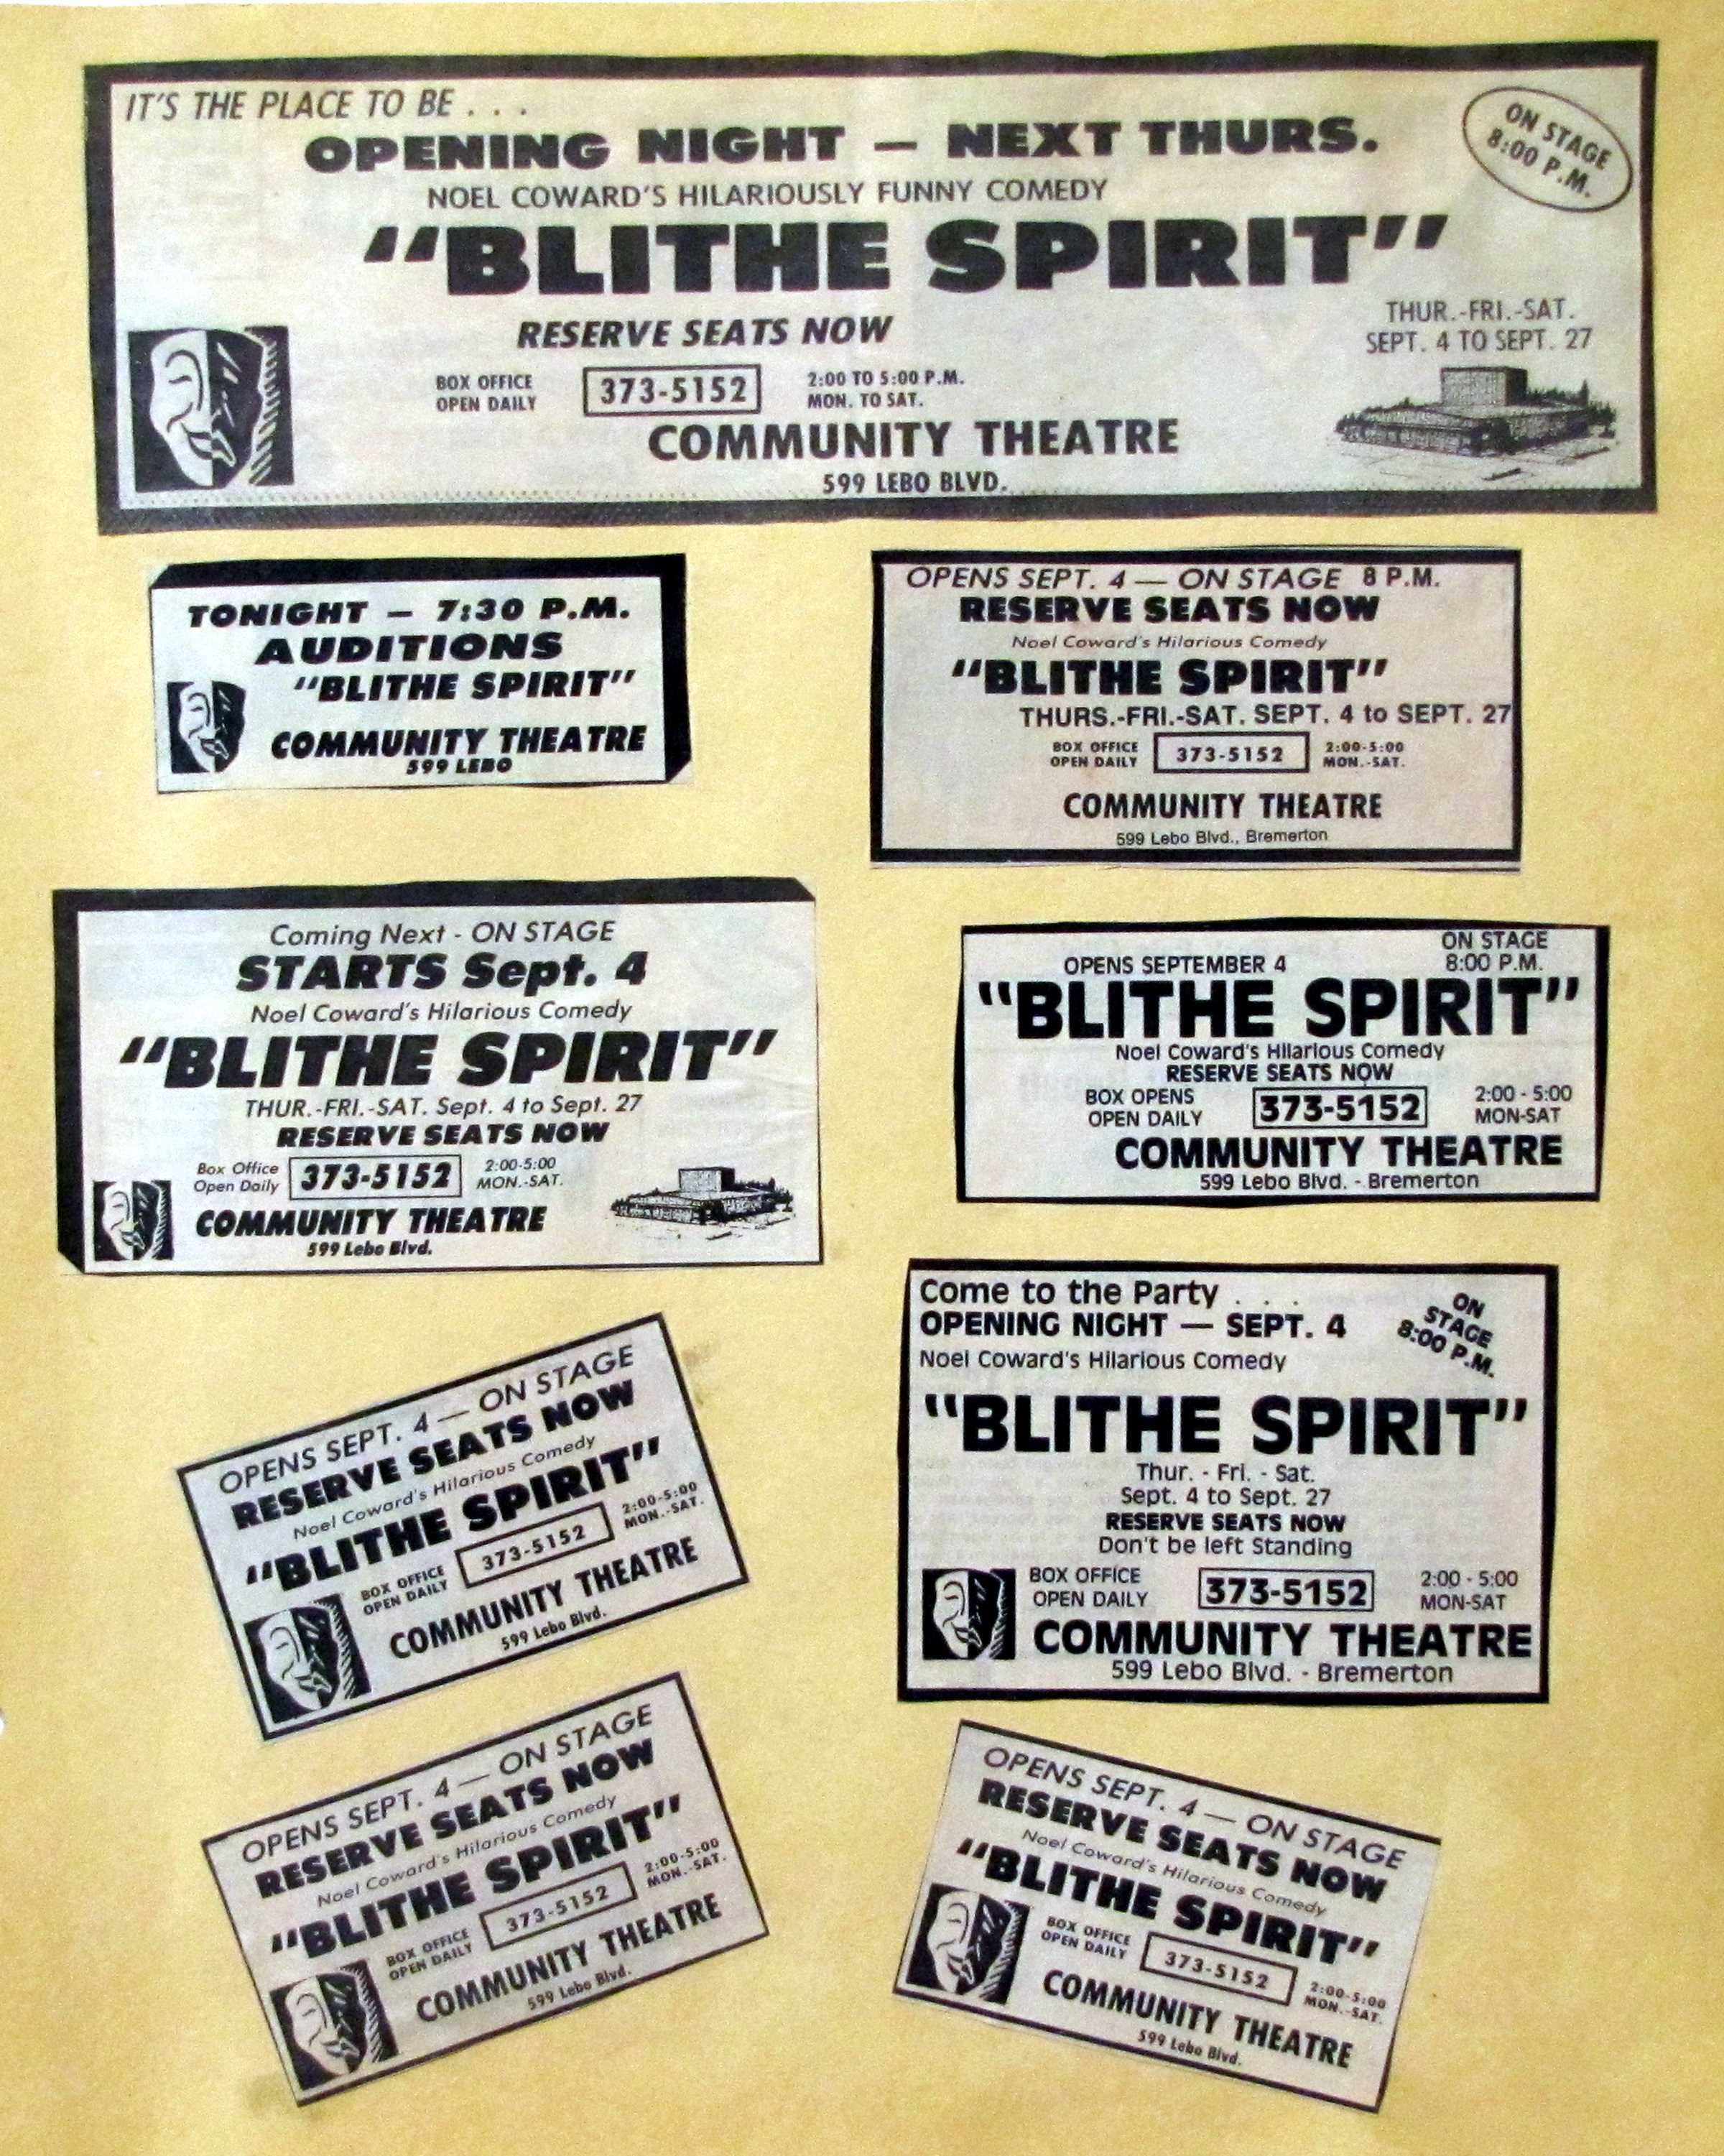 IT'S THE PLACE TO BE . . .
OPENING NIGHT — NEXT THURS.
ON STAGE
8:00 P.M.
NOEL COWARD'S HILARIOUSLY FUNNY COMEDY
"BLITHE SPIRIT"
THUR.-FRI.-SAT.
SEPT. 4 TO SEPT. 27
RESERVE SEATS NOW
BOX OFFICE
OPEN DAILY
373-5152
2:00 TO 5:00 P.M.
MON. TO SAT.
COMMUNITY THEATRE
599 LEBO BLVD.
TONIGHT — 7:30 P.M.
AUDITIONS
"BLITHE SPIRIT"
COMMUNITY THEATRE
599 LEBO
OPENS SEPT. 4 — ON STAGE 8 P.M.
RESERVE SEATS NOW
Noel Coward's Hilarious Comedy
"BLITHE SPIRIT"
THURS.-FRI.-SAT. SEPT. 4 to SEPT. 27
BOX OFFICE
OPEN DAILY
373-5152
2:00-5:00
MON.-SAT.
COMMUNITY THEATRE
599 Lebo Blvd., Bremerton
Coming Next - ON STAGE
STARTS Sept. 4
Noel Coward's Hilarious Comedy
"BLITHE SPIRIT"
THUR.-FRI.-SAT. Sept. 4 to Sept. 27
RESERVE SEATS NOW
Box Office
Open Daily
373-5152
2:00-5:00
MON.-SAT.
COMMUNITY THEATRE
599 Lebo Blvd.
OPENS SEPTEMBER 4
ON STAGE
8:00 P.M.
"BLITHE SPIRIT"
Noel Coward's Hilarious Comedy
RESERVE SEATS NOW
BOX OPENS
OPEN DAILY
373-5152
2:00 - 5:00
MON-SAT
COMMUNITY THEATRE
599 Lebo Blvd. - Bremerton
OPENS SEPT. 4 — ON STAGE
RESERVE SEATS NOW
Noel Coward's Hilarious Comedy
"BLITHE SPIRIT"
BOX OFFICE
OPEN DAILY
373-5152
2:00-5:00
MON.-SAT.
COMMUNITY THEATRE
599 Lebo Blvd.
Come to the Party . . .
OPENING NIGHT — SEPT. 4
ON
STAGE
8:00 P.M.
Noel Coward's Hilarious Comedy
"BLITHE SPIRIT"
Thur. - Fri. - Sat.
Sept. 4 to Sept. 27
RESERVE SEATS NOW
Don't be left Standing
BOX OFFICE
OPEN DAILY
373-5152
2:00 - 5:00
MON-SAT
COMMUNITY THEATRE
599 Lebo Blvd. - Bremerton
OPENS SEPT. 4 — ON STAGE
RESERVE SEATS NOW
Noel Coward's Hilarious Comedy
"BLITHE SPIRIT"
BOX OFFICE
OPEN DAILY
373-5152
2:00-5:00
MON.-SAT.
COMMUNITY THEATRE
599 Lebo Blvd.
OPENS SEPT. 4 — ON STAGE
RESERVE SEATS NOW
Noel Coward's Hilarious Comedy
"BLITHE SPIRIT"
BOX OFFICE
OPEN DAILY
373-5152
2:00-5:00
MON.-SAT.
COMMUNITY THEATRE
599 Lebo Blvd.